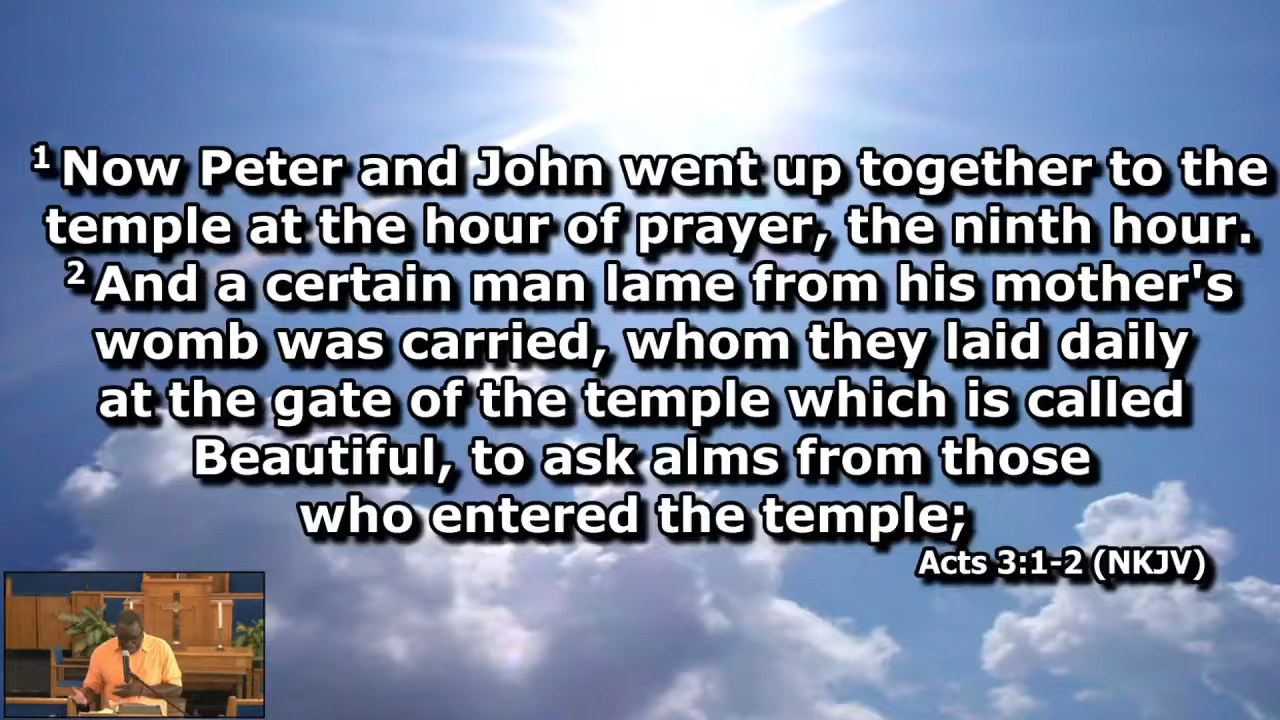 1 Now Peter and John went up together to the
temple at the hour of prayer, the ninth hour.
2 And a certain man lame from his mother's
womb was carried, whom they laid daily
at the gate of the temple which is called
Beautiful, to ask alms from those
who entered the temple;
Acts 3:1-2 (NKJV)